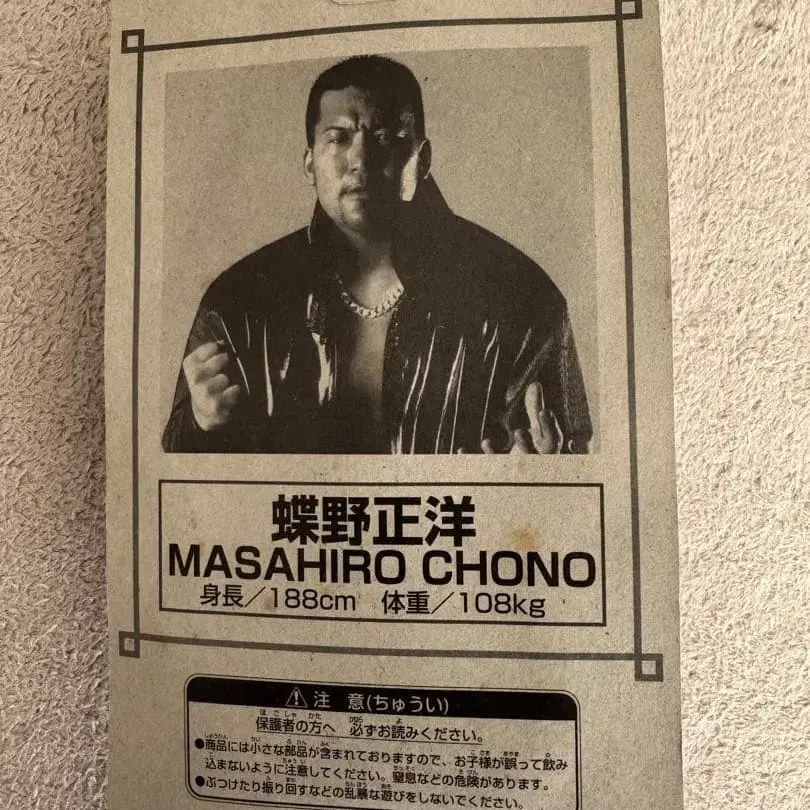 蝶野正洋
MASAHIRO CHONO
身長/188cm 体重/108kg
⚠注 意(ちゅうい)
保護者の方へ 必ずお読みください。
●商品には小さな部品が含まれておりますので、お子様が誤って飲み
込まないように注意してください。窒息などの危険があります。
●ぶつけたり振り回すなどの乱暴な遊びをしないでください。